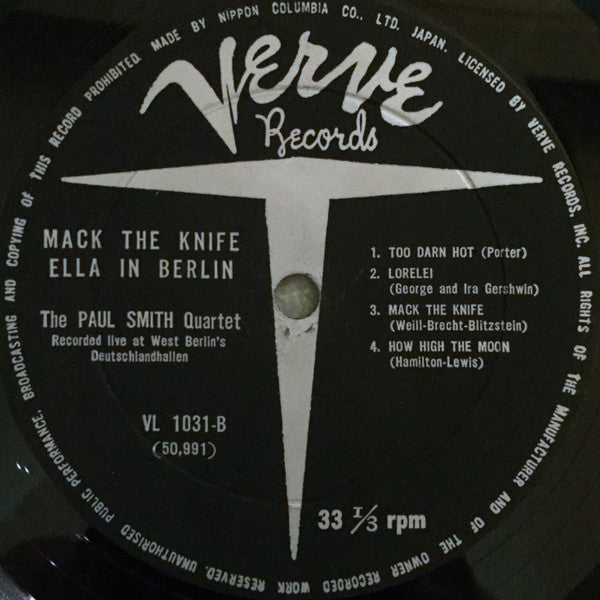 Verve
Records
MACK THE KNIFE
ELLA IN BERLIN
The PAUL SMITH Quartet
Recorded live at West Berlin's
Deutschlandhallen
VL 1031-B
(50,991)
1. TOO DARN HOT (Porter)
2. LORELEI
(George and Ira Gershwin)
3. MACK THE KNIFE
(Weill-Brecht-Blitzstein)
4. HOW HIGH THE MOON
(Hamilton-Lewis)
33 1/3 rpm
MADE BY NIPPON COLUMBIA CO., LTD. JAPAN. LICENSED BY VERVE RECORDS, INC. ALL RIGHTS OF THE MANUFACTURER AND OF THE OWNER RECORDED WORK RESERVED. UNAUTHORISED PUBLIC PERFORMANCE, BROADCASTING AND COPYING OF THIS RECORD PROHIBITED.